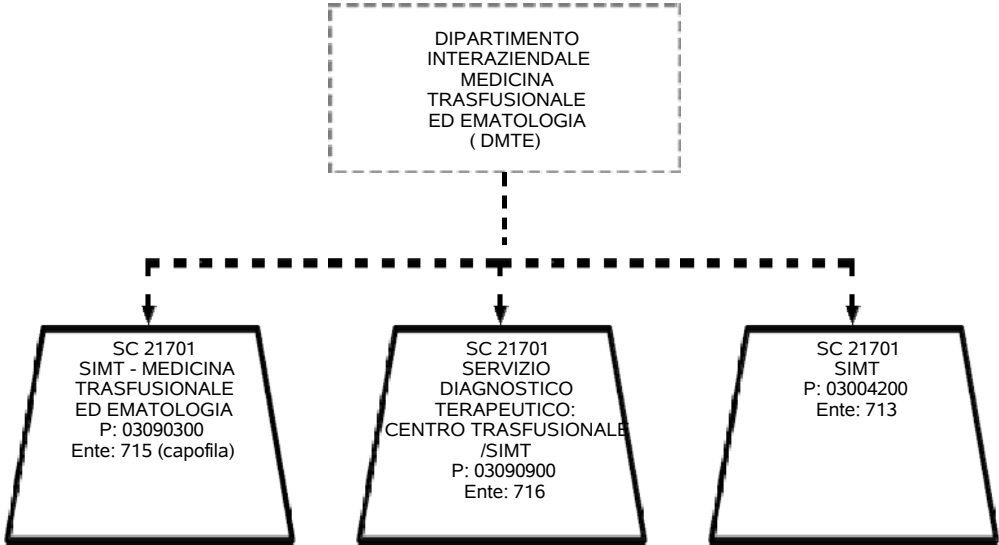 DIPARTIMENTO
INTERAZIENDALE
MEDICINA
TRASFUSIONALE
ED EMATOLOGIA
( DMTE)
SC 21701
SIMT - MEDICINA
TRASFUSIONALE
ED EMATOLOGIA
P: 03090300
Ente: 715 (capofila)
SC 21701
SERVIZIO
DIAGNOSTICO
TERAPEUTICO:
CENTRO TRASFUSIONALE
/SIMT
P: 03090900
Ente: 716
SC 21701
SIMT
P: 03004200
Ente: 713